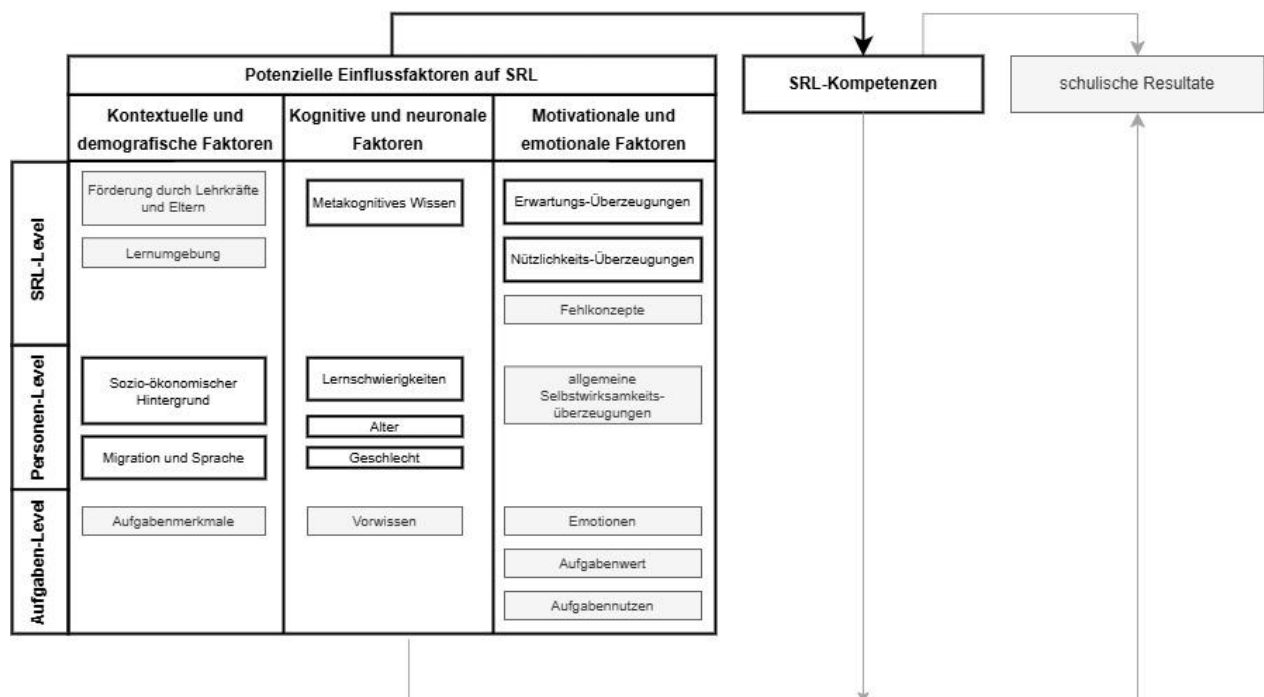 Potenzielle Einflussfaktoren auf SRL
SRL-Kompetenzen
schulische Resultate
Kontextuelle und
demografische Faktoren
Kognitive und neuronale
Faktoren
Motivationale und
emotionale Faktoren
SRL-Level
Förderung durch Lehrkräfte
und Eltern
Lernumgebung
Metakognitives Wissen
Erwartungs-Überzeugungen
Nützlichkeits-Überzeugungen
Fehlkonzepte
Personen-Level
Sozio-ökonomischer
Hintergrund
Migration und Sprache
Lernschwierigkeiten
Alter
Geschlecht
allgemeine
Selbstwirksamkeits-
überzeugungen
Aufgaben-Level
Aufgabenmerkmale
Vorwissen
Emotionen
Aufgabenwert
Aufgabennutzen